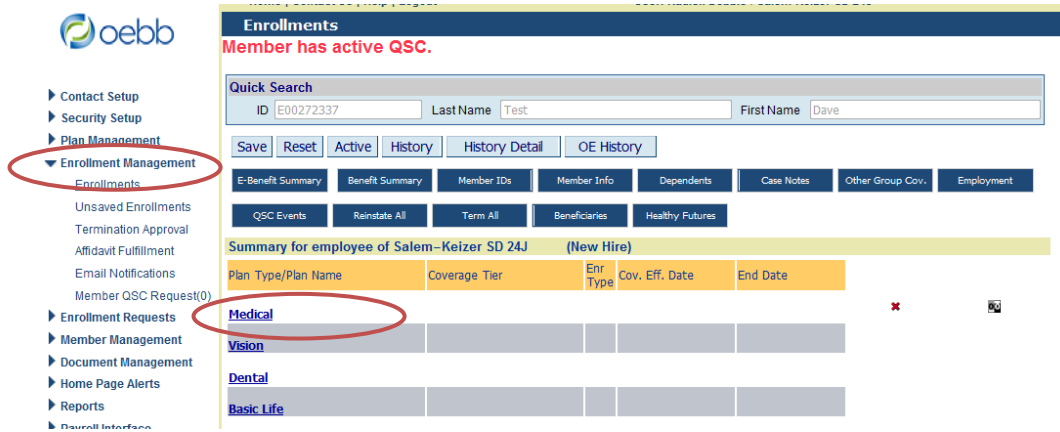 oebb
Enrollments
Member has active QSC.
Quick Search
ID E00272337 Last Name Test First Name Dave
Contact Setup
Security Setup
Plan Management
Enrollment Management
Enrollments
Unsaved Enrollments
Termination Approval
Affidavit Fulfillment
Email Notifications
Member QSC Request(0)
Enrollment Requests
Member Management
Document Management
Home Page Alerts
Reports
Payroll Interface
Save Reset Active History History Detail OE History
E-Benefit Summary Benefit Summary Member IDs Member Info Dependents Case Notes Other Group Cov. Employment
QSC Events Reinstate All Term All Beneficiaries Healthy Futures
Summary for employee of Salem-Keizer SD 24J (New Hire)
Plan Type/Plan Name Coverage Tier Enr Type Cov. Eff. Date End Date
Medical
Vision
Dental
Basic Life